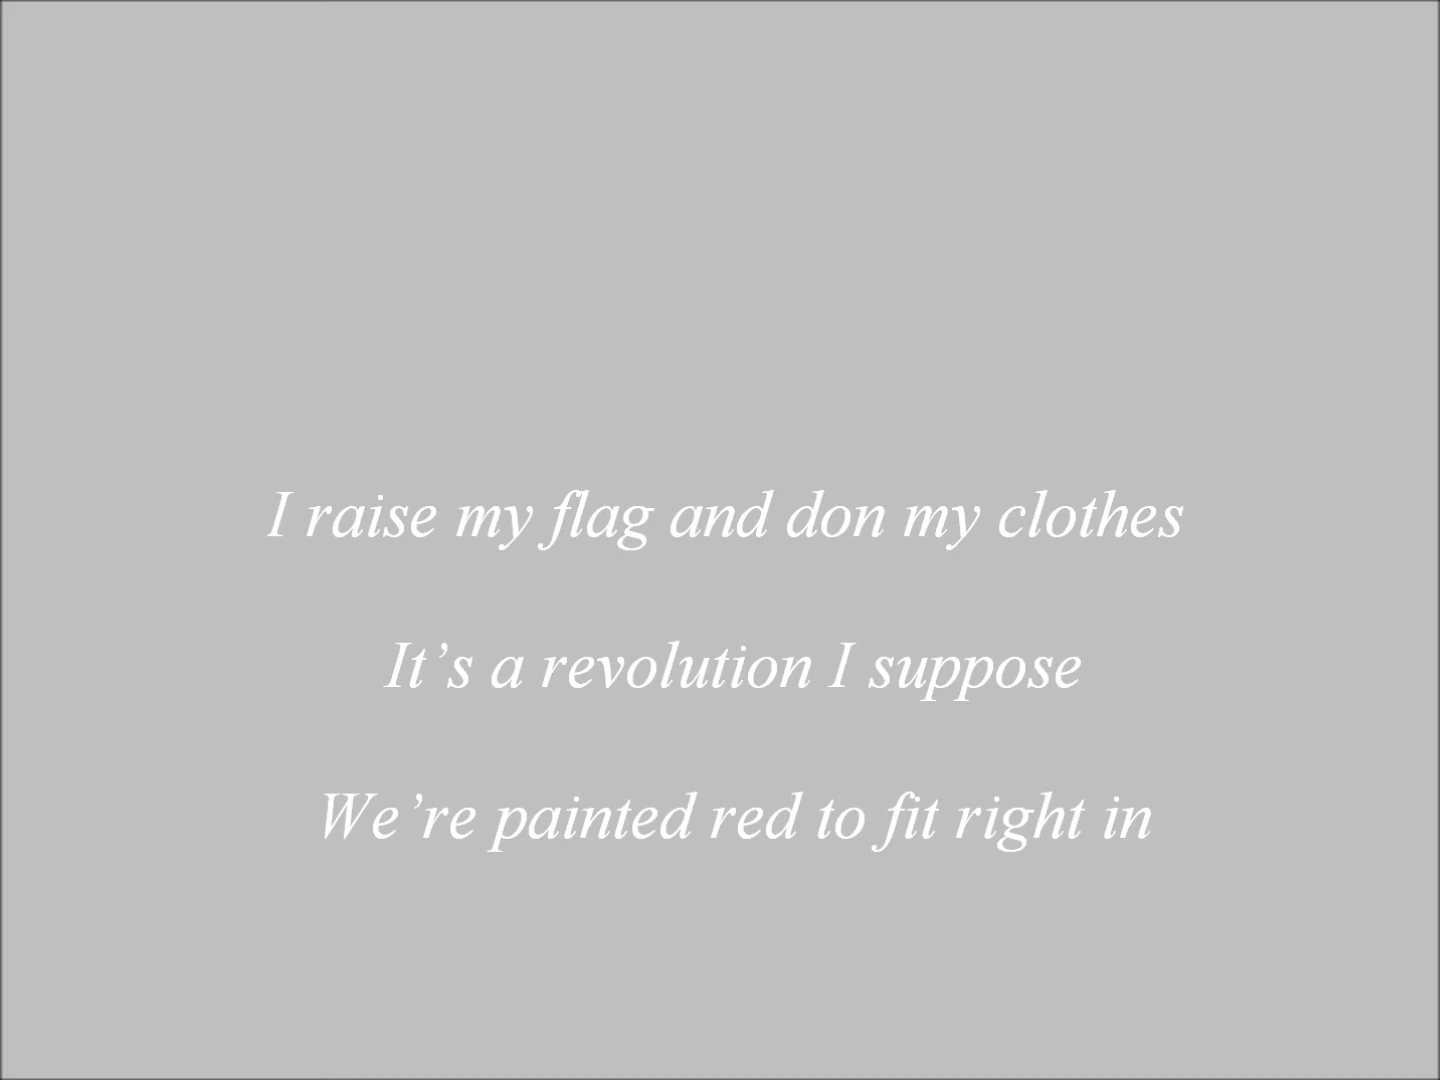 I raise my flag and don my clothes
It’s a revolution I suppose
We’re painted red to fit right in